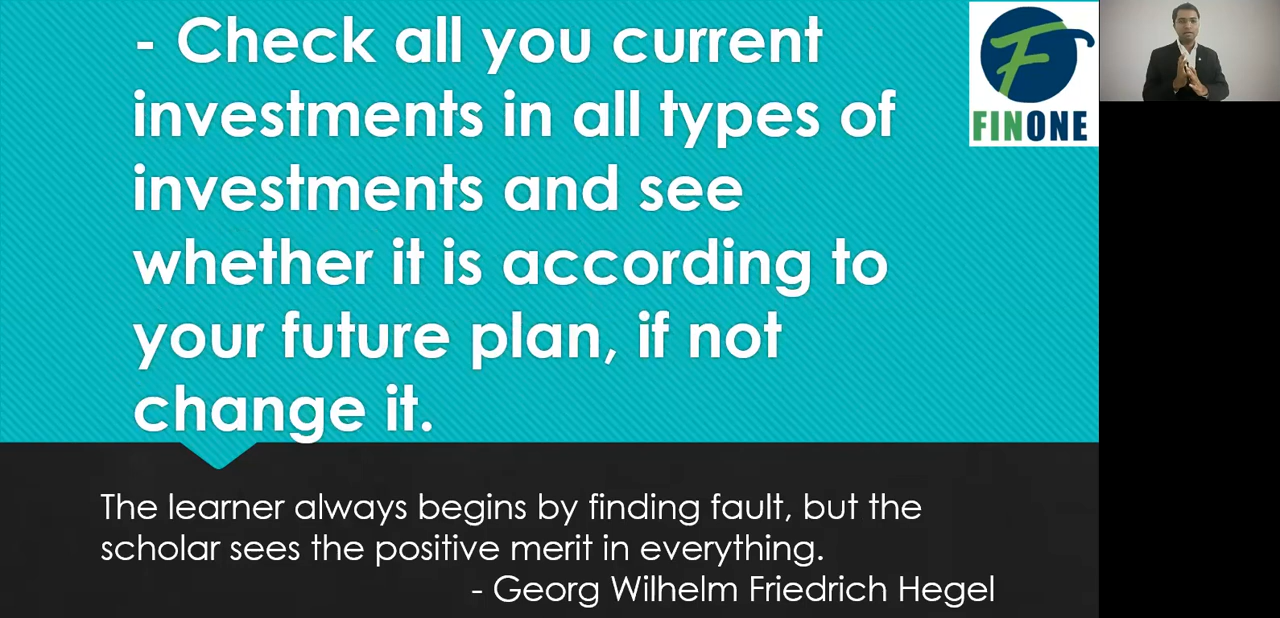 - Check all you current
investments in all types of
investments and see
whether it is according to
your future plan, if not
change it.
FINONE
The learner always begins by finding fault, but the
scholar sees the positive merit in everything.
- Georg Wilhelm Friedrich Hegel